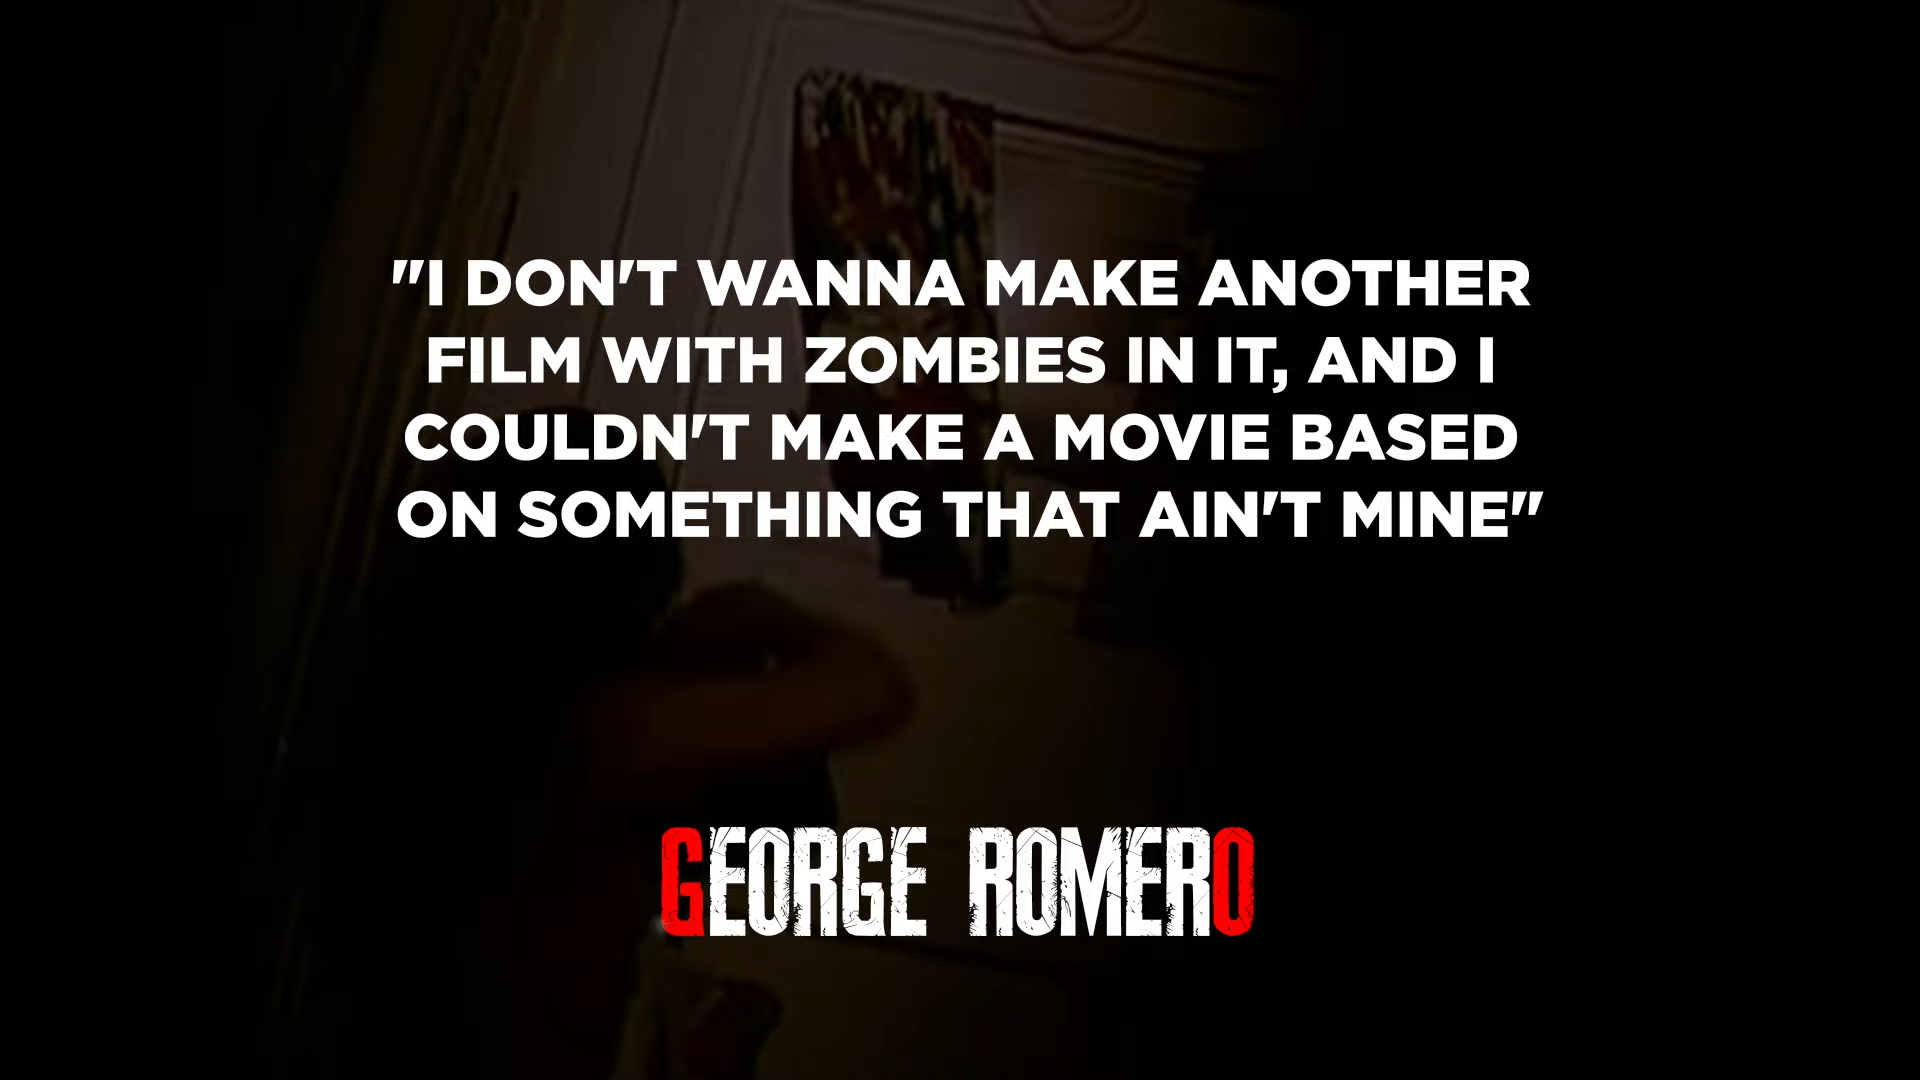 "I DON'T WANNA MAKE ANOTHER
FILM WITH ZOMBIES IN IT, AND I
COULDN'T MAKE A MOVIE BASED
ON SOMETHING THAT AIN'T MINE"
GEORGE ROMERO